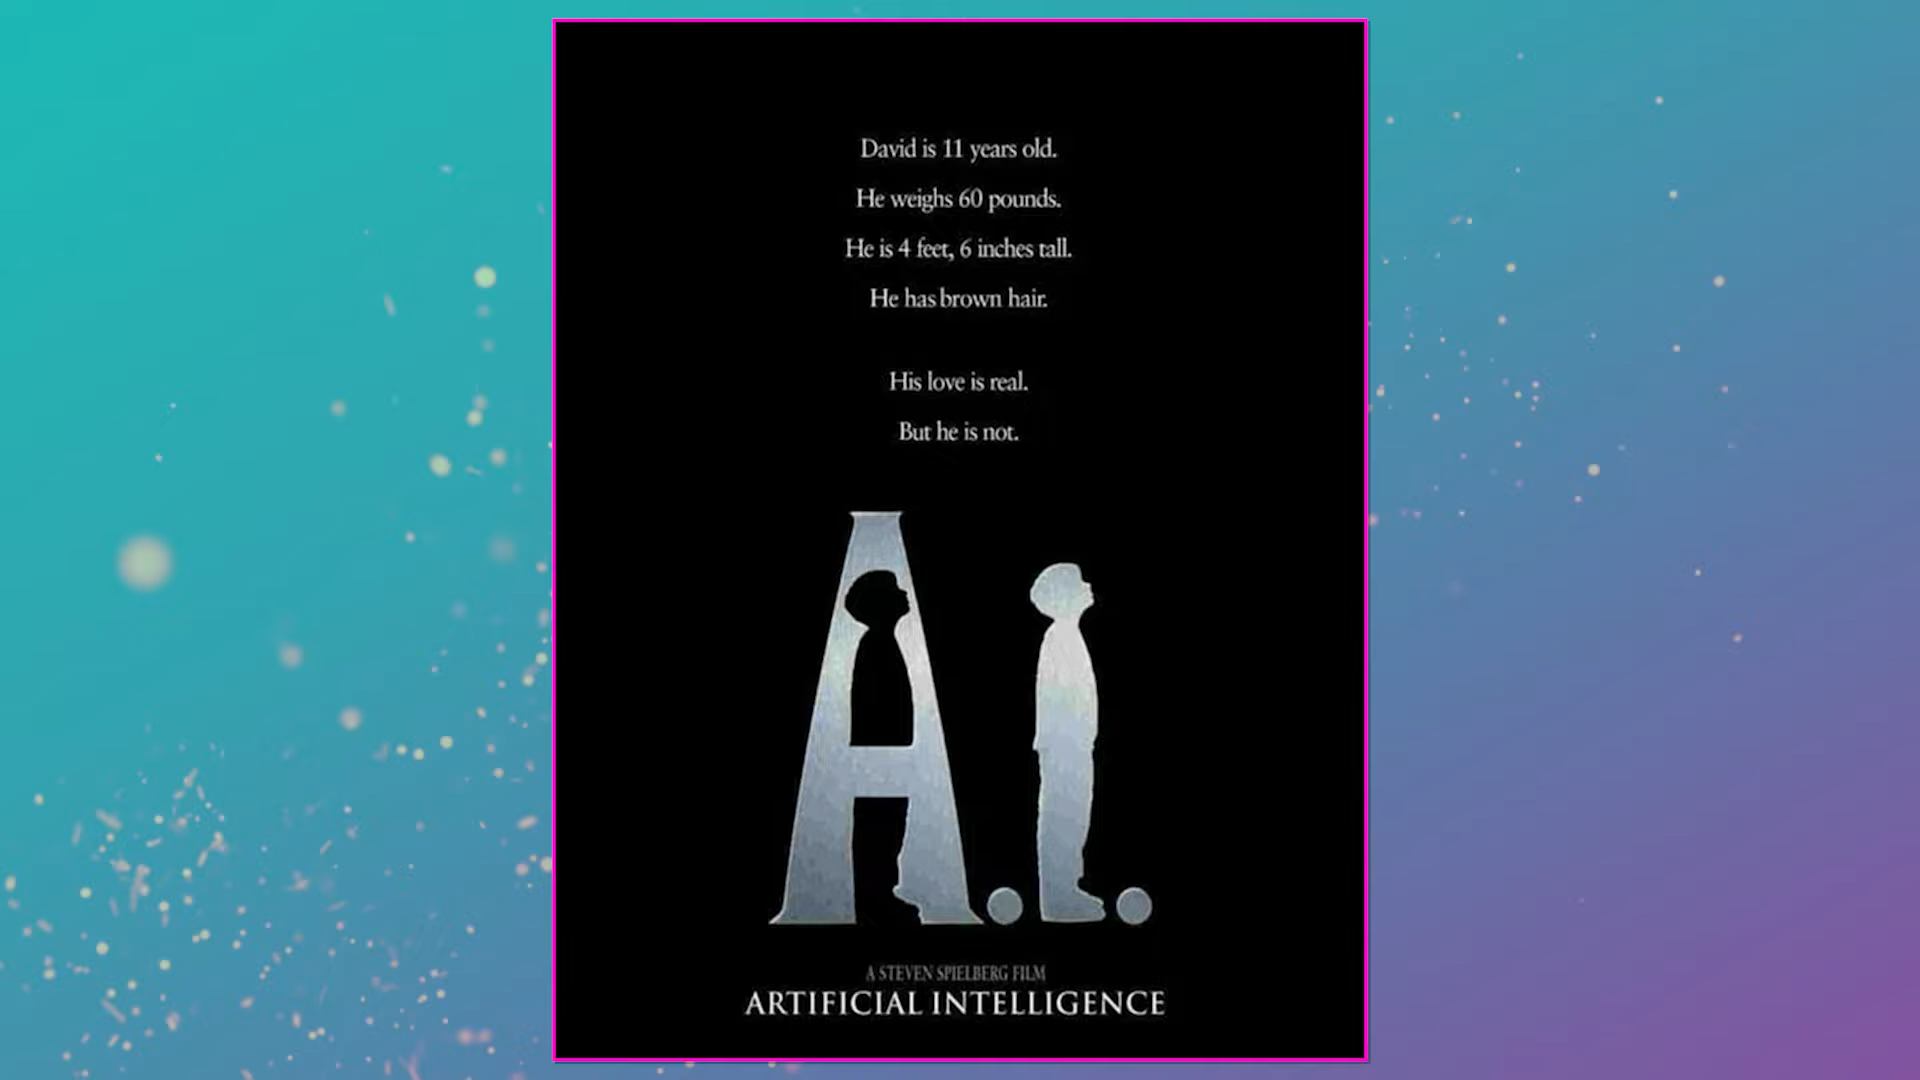 David is 11 years old.
He weighs 60 pounds.
He is 4 feet, 6 inches tall.
He has brown hair.
His love is real.
But he is not.
A.I.
A STEVEN SPIELBERG FILM
ARTIFICIAL INTELLIGENCE